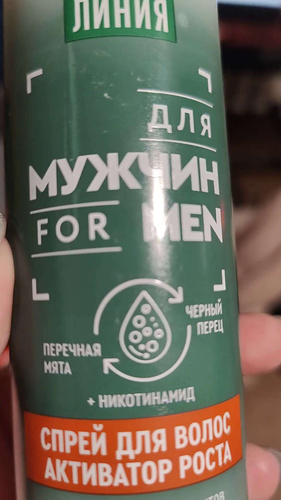 ЛИНИЯ
ДЛЯ
МУЖЧИН
FOR MEN
ЧЕРНЫЙ
ПЕРЕЦ
ПЕРЕЧНАЯ
МЯТА
+ НИКОТИНАМИД
СПРЕЙ ДЛЯ ВОЛОС
АКТИВАТОР РОСТА